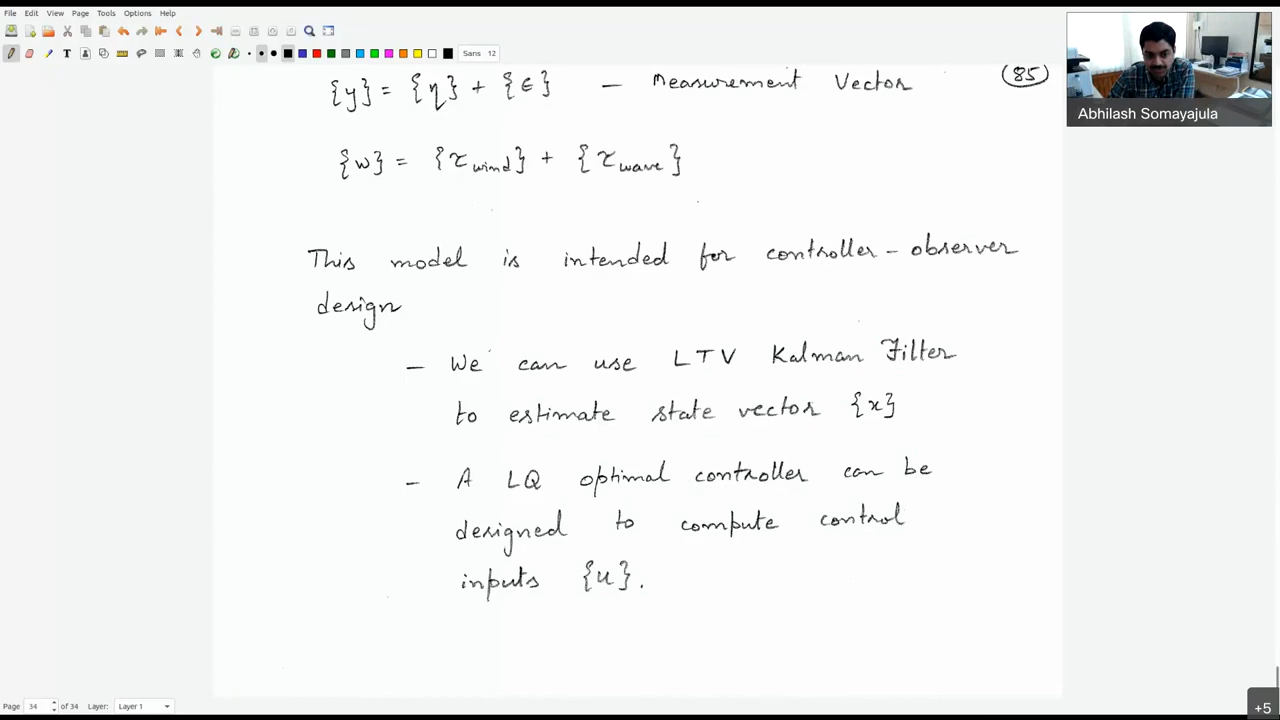 File Edit View Page Tools Options Help
Sans 12
{y} = {η} + {ϵ} – Measurement Vector (85)
{w} = {τ wind} + {τ wave}
This model is intended for controller - observer
design
- We can use LTV Kalman Filter
to estimate state vector {x}
- A LQ optimal controller can be
designed to compute control
inputs {u}.
Abhilash Somayajula
Page 34 of 34 Layer: Layer 1
+5